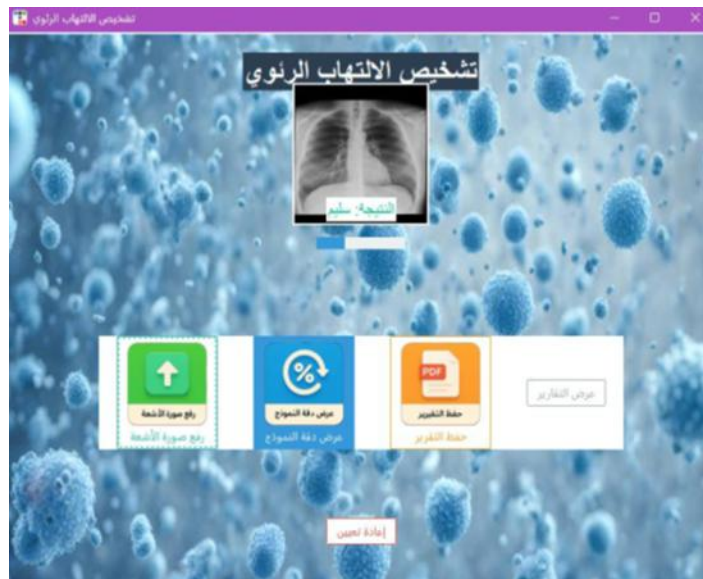 تشخيص الالتهاب الرئوي
تشخيص الالتهاب الرئوي
النتيجة: سليم
رفع صورة الأشعة
رفع صورة الأشعة
%
عرض دقة النموذج
عرض دقة النموذج
PDF
حفظ التقرير
حفظ التقرير
عرض التقارير
إعادة تعيين